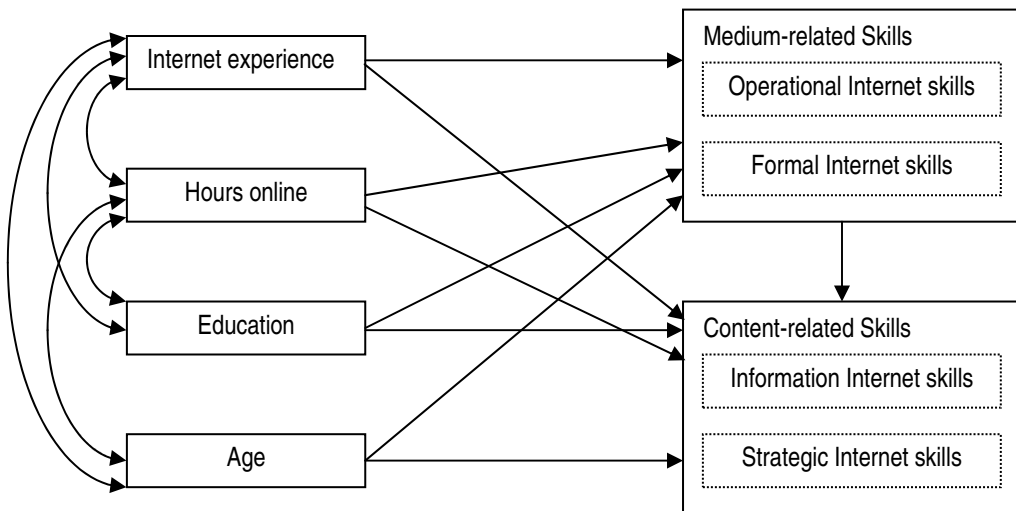 Internet experience
Hours online
Education
Age
Medium-related Skills
Operational Internet skills
Formal Internet skills
Content-related Skills
Information Internet skills
Strategic Internet skills